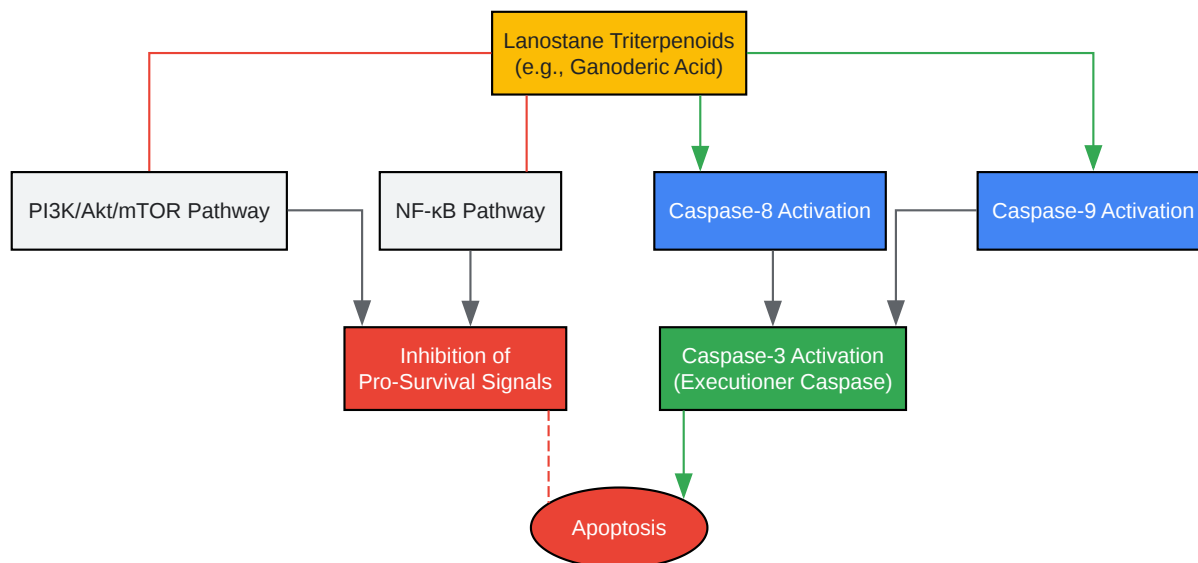 Lanostane Triterpenoids
(e.g., Ganoderic Acid)
PI3K/Akt/mTOR Pathway
NF-κB Pathway
Caspase-8 Activation
Caspase-9 Activation
Inhibition of
Pro-Survival Signals
Caspase-3 Activation
(Executioner Caspase)
Apoptosis